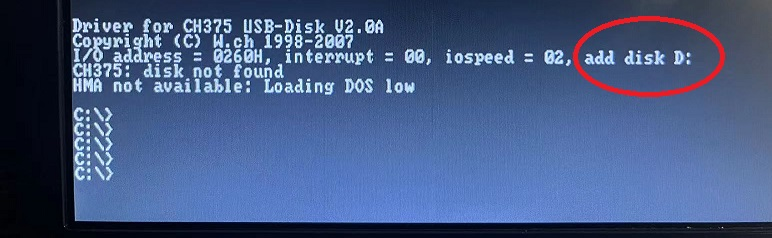 Driver for CH375 USB-Disk V2.0A
Copyright (C) W.ch 1998-2007
I/O address = 0260H, interrupt = 00, iospeed = 02, add disk D:
CH375: disk not found
HMA not available: Loading DOS low
C:\>
C:\>
C:\>
C:\>
C:\>